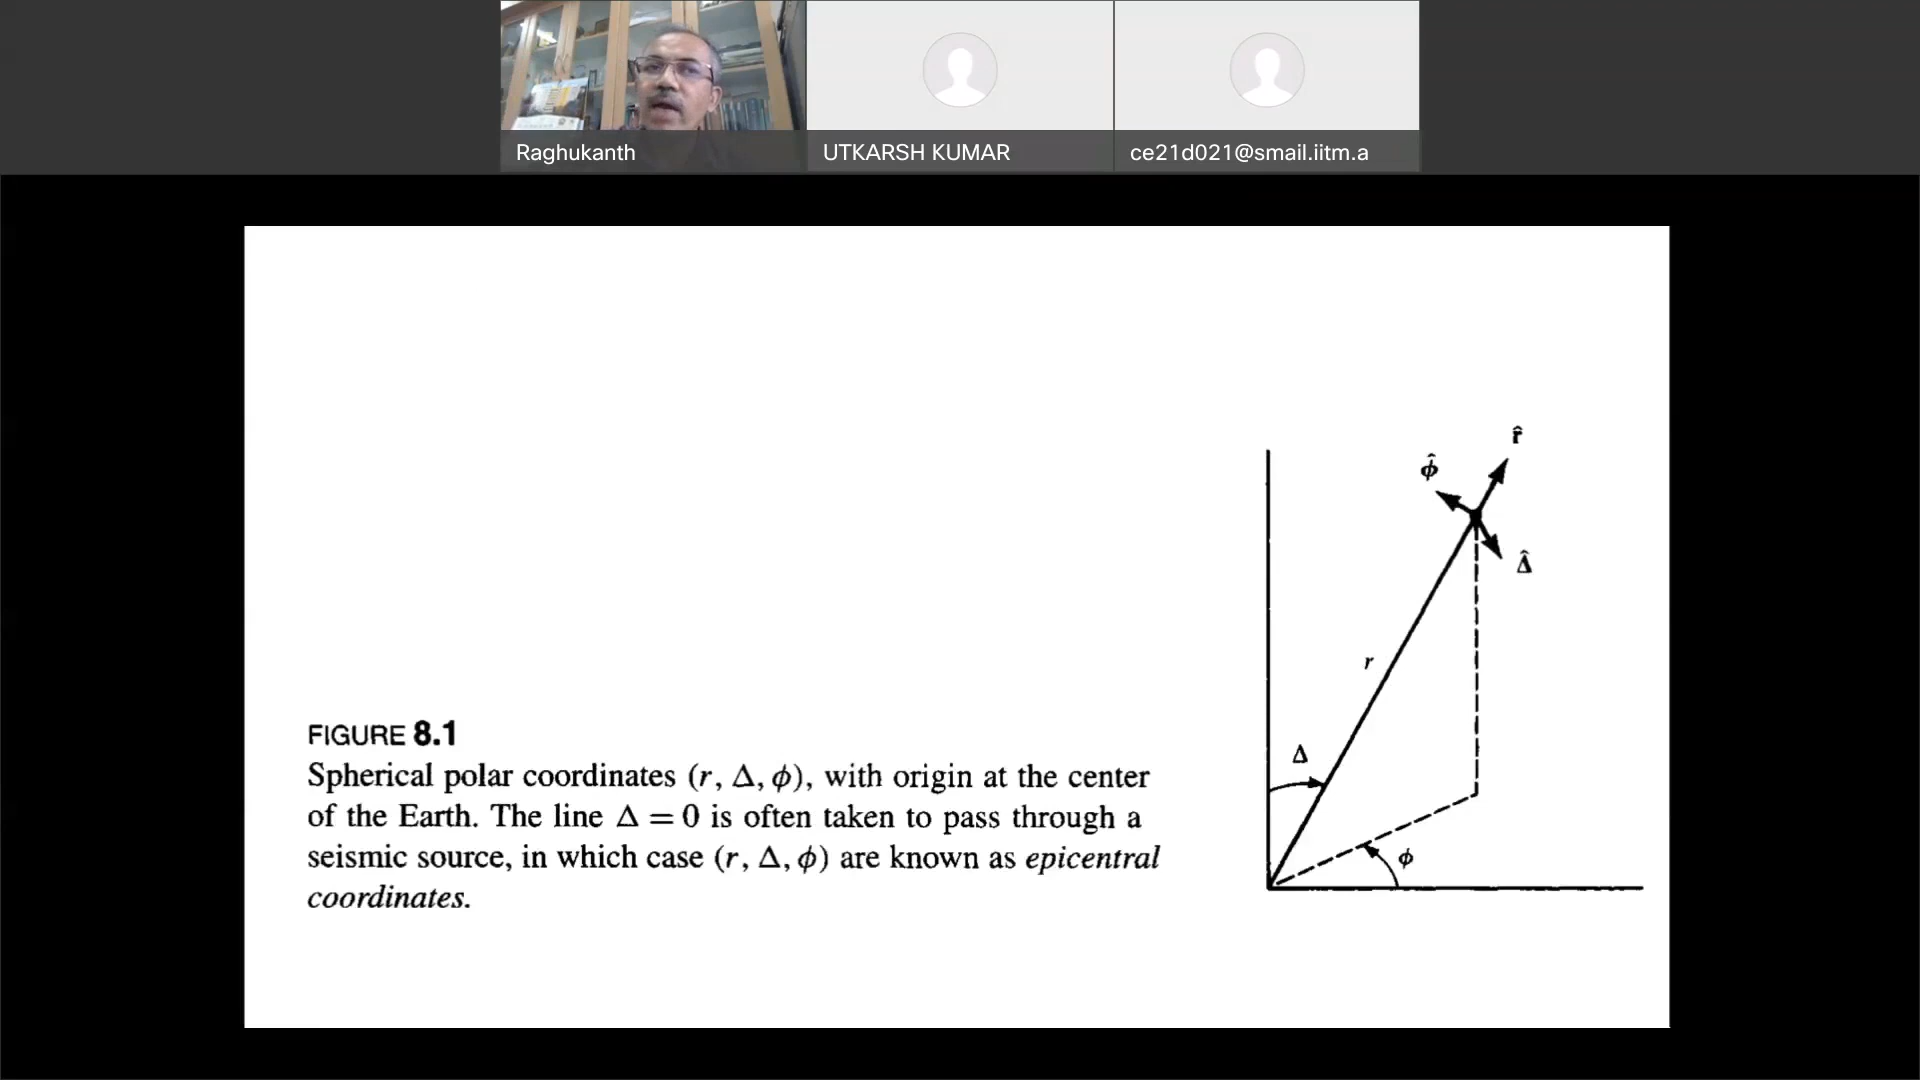 Raghukanth
UTKARSH KUMAR
ce21d021@smail.iitm.a
r̂
ϕ̂
Δ̂
r
Δ
ϕ
FIGURE 8.1
Spherical polar coordinates (r, Δ, ϕ), with origin at the center
of the Earth. The line Δ = 0 is often taken to pass through a
seismic source, in which case (r, Δ, ϕ) are known as epicentral
coordinates.